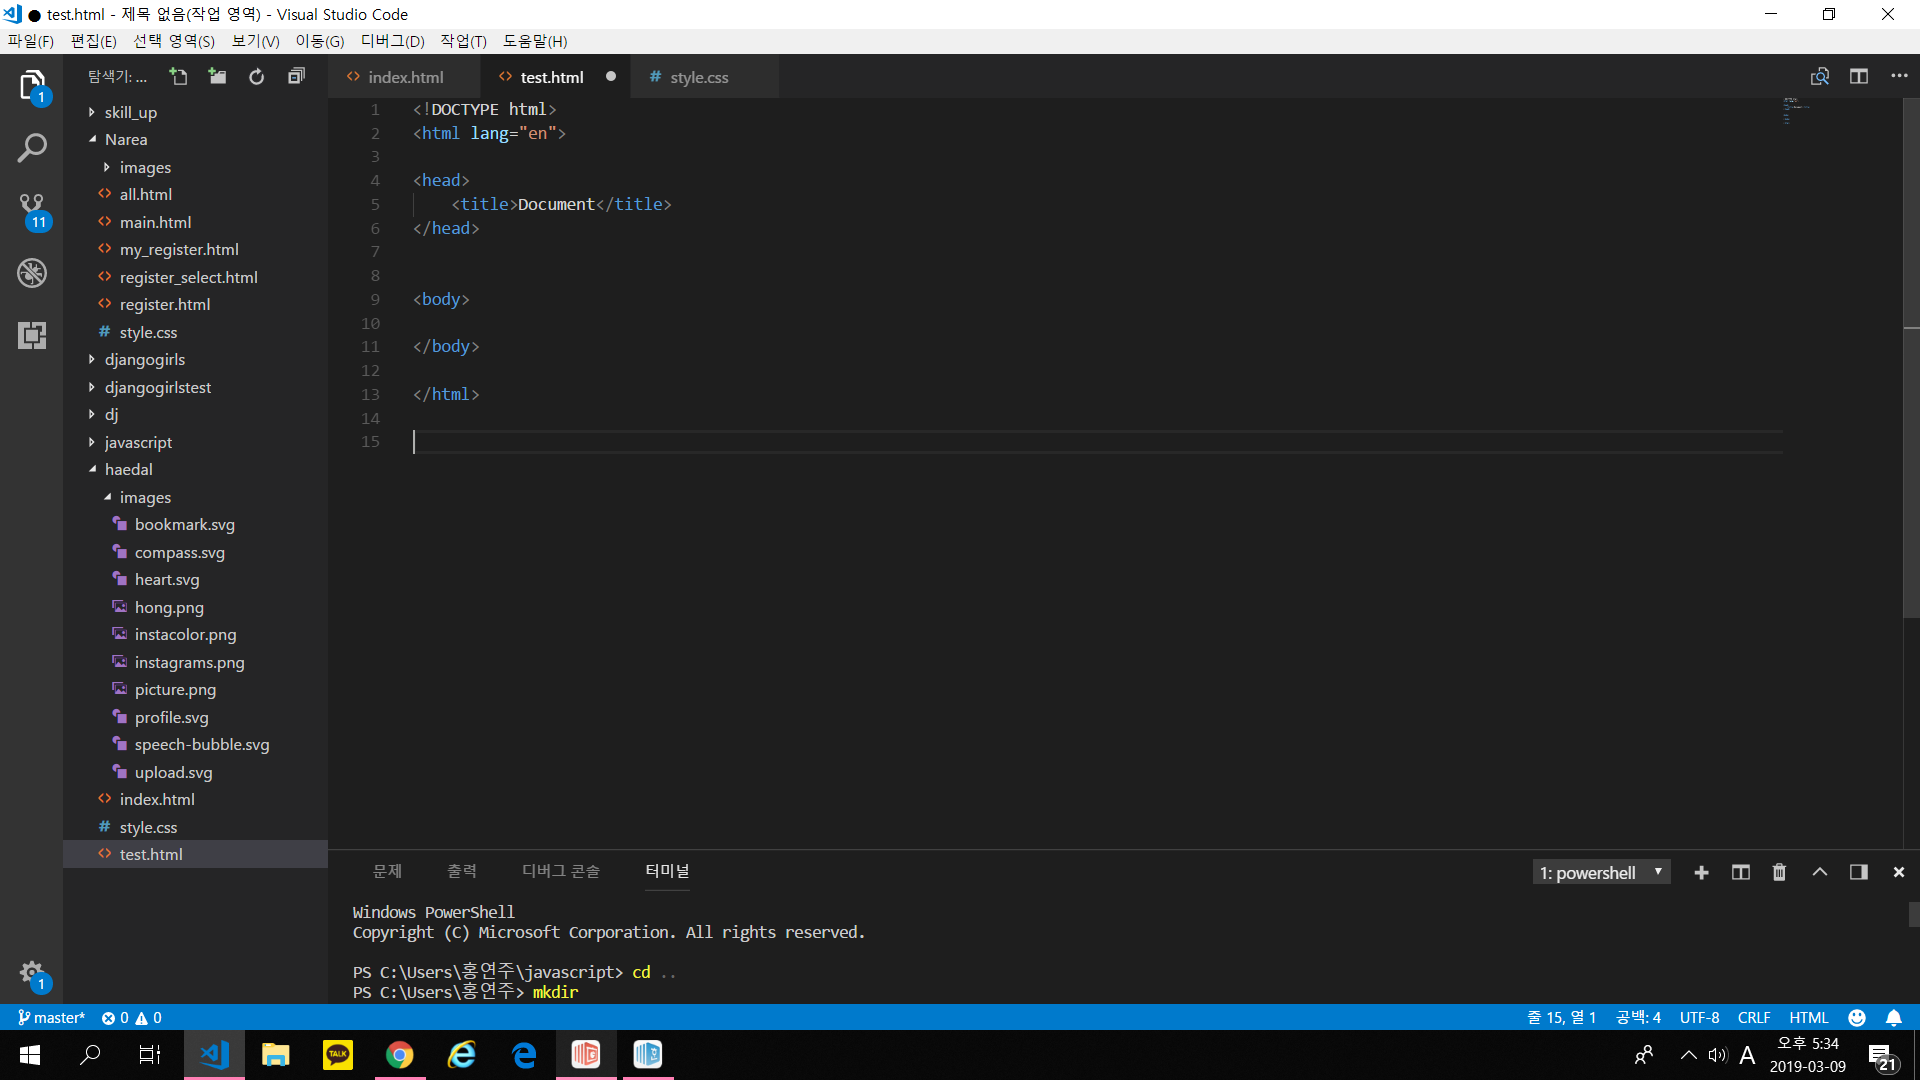 ● test.html - 제목 없음(작업 영역) - Visual Studio Code
파일(F) 편집(E) 선택 영역(S) 보기(V) 이동(G) 디버그(D) 작업(T) 도움말(H)
탐색기: ...
1
11
skill_up
Narea
images
all.html
main.html
my_register.html
register_select.html
register.html
style.css
djangogirls
djangogirlstest
dj
javascript
haedal
images
bookmark.svg
compass.svg
heart.svg
hong.png
instacolor.png
instagrams.png
picture.png
profile.svg
speech-bubble.svg
upload.svg
index.html
style.css
test.html
1
index.html test.html ● # style.css
1 <!DOCTYPE html>
2 <html lang="en">
3
4 <head>
5 <title>Document</title>
6 </head>
7
8
9 <body>
10
11 </body>
12
13 </html>
14
15
문제 출력 디버그 콘솔 터미널 1: powershell
Windows PowerShell
Copyright (C) Microsoft Corporation. All rights reserved.
PS C:\Users\홍연주\javascript> cd ..
PS C:\Users\홍연주> mkdir
master* 0 0 줄 15, 열 1 공백: 4 UTF-8 CRLF HTML
TALK
A
오후 5:34
2019-03-09
21